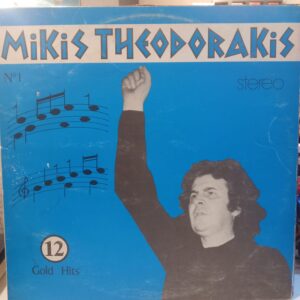 MiKis THEODORAKis
Nº1
stereo
12
Gold Hits